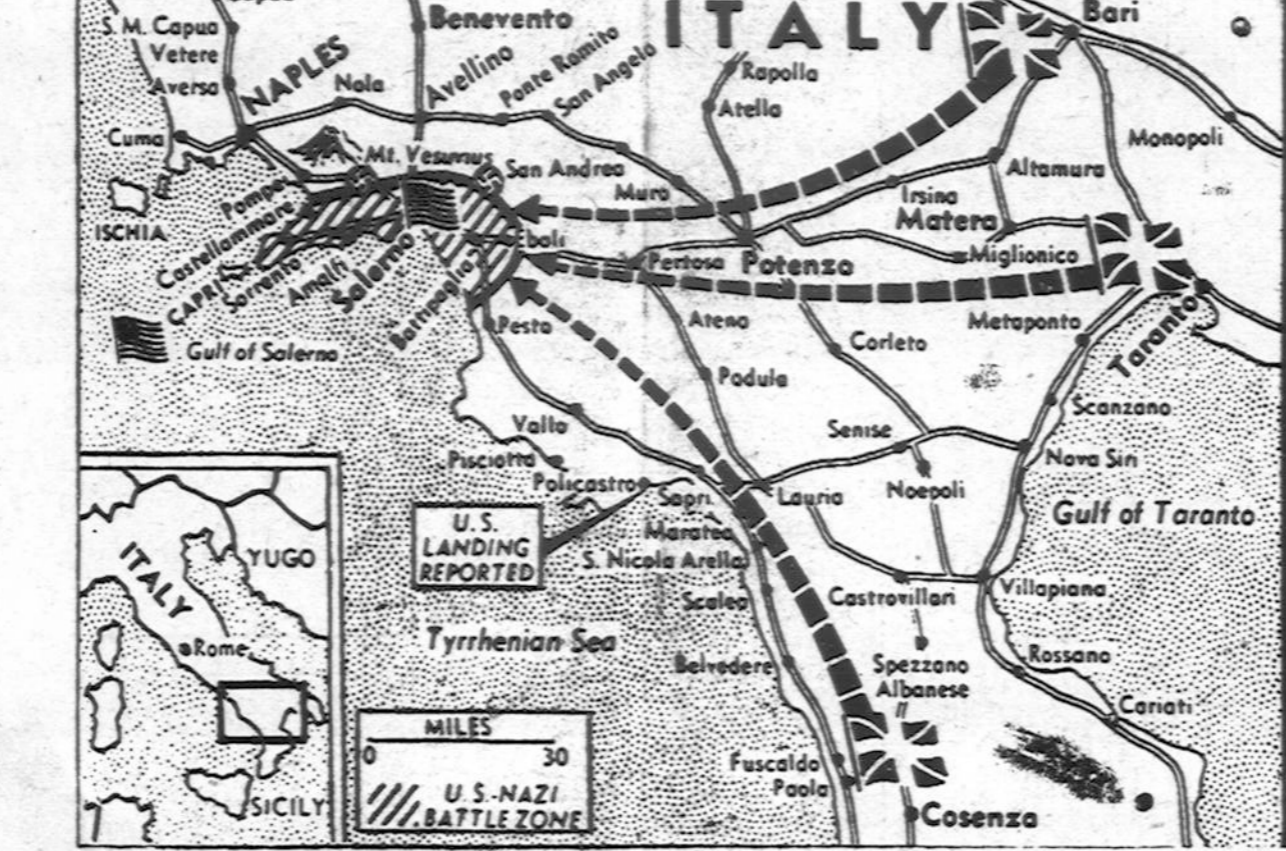 ITALY
Bari
S. M. Capua
Vetere
Aversa
Benevento
NAPLES
Nola
Avellino
Ponte Romito
San Angelo
Rapolla
Atella
Cuma
Mt. Vesuvius
San Andrea
Muro
Monopoli
Altamura
Irsina
Matera
Miglionico
ISCHIA
Pompei
Castellammare
CAPRI
Sorrento
Amalfi
Salerno
Battipaglia
Eboli
Pertosa
Potenza
Gulf of Salerno
Pesto
Atena
Corleto
Metaponto
Taranto
Padula
Scanzano
Vallo
Senise
Nova Siri
Pisciotta
Policastro
Sapri
Lauria
Noepoli
Gulf of Taranto
U.S.
LANDING
REPORTED
Maratea
S. Nicola Arella
Scalea
Castrovillari
Villapiana
ITALY
YUGO
Rome
SICILY
Tyrrhenian Sea
Belvedere
Spezzano
Albanese
Rossano
Cariati
MILES
0 30
U.S.-NAZI
BATTLE ZONE
Fuscaldo
Paola
Cosenza